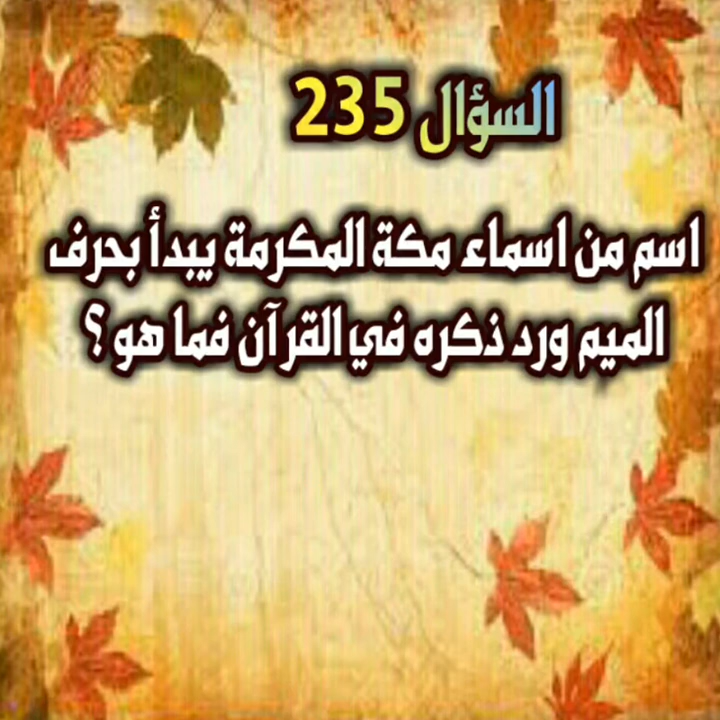 السؤال 235
اسم من اسماء مكة المكرمة يبدأ بحرف
الميم ورد ذكره في القرآن فما هو ؟